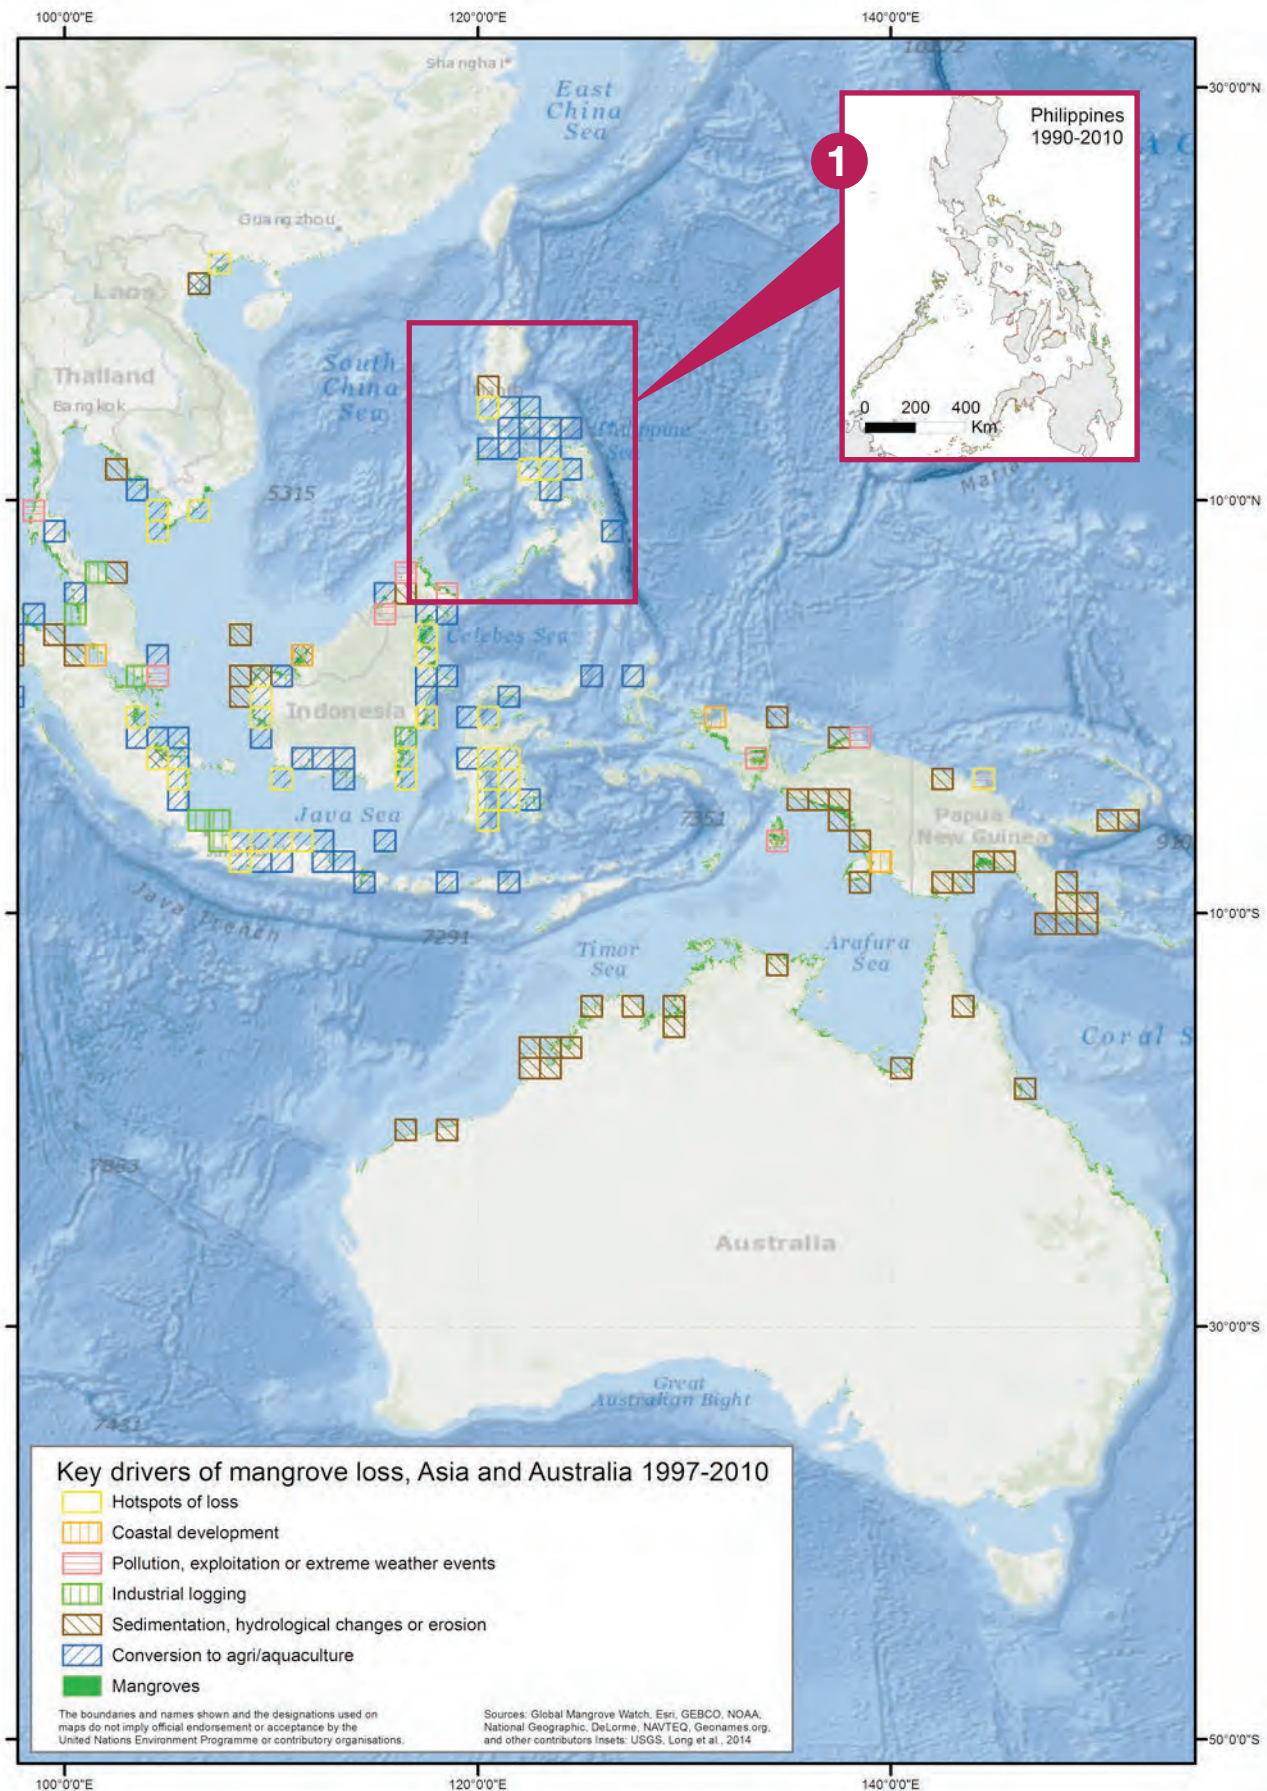 100°0'0"E
120°0'0"E
140°0'0"E
10272
Shanghai
East
China
Sea
30°0'0"N
Philippines
1990-2010
1
Guangzhou
Laos
South
China
Sea
Thailand
Bangkok
Manila
Philippine
Sea
0 200 400
Km
5315
10°0'0"N
Celebes Sea
Indonesia
Java Sea
7351
Papua
New Guinea
910
Java Trench
7291
10°0'0"S
Timor
Sea
Arafura
Sea
Coral S
7883
Australia
30°0'0"S
Great
Australian Bight
7451
Key drivers of mangrove loss, Asia and Australia 1997-2010
Hotspots of loss
Coastal development
Pollution, exploitation or extreme weather events
Industrial logging
Sedimentation, hydrological changes or erosion
Conversion to agri/aquaculture
Mangroves
The boundaries and names shown and the designations used on
maps do not imply official endorsement or acceptance by the
United Nations Environment Programme or contributory organisations.
Sources: Global Mangrove Watch, Esri, GEBCO, NOAA,
National Geographic, DeLorme, NAVTEQ, Geonames.org,
and other contributors Insets: USGS, Long et al., 2014
50°0'0"S
100°0'0"E
120°0'0"E
140°0'0"E